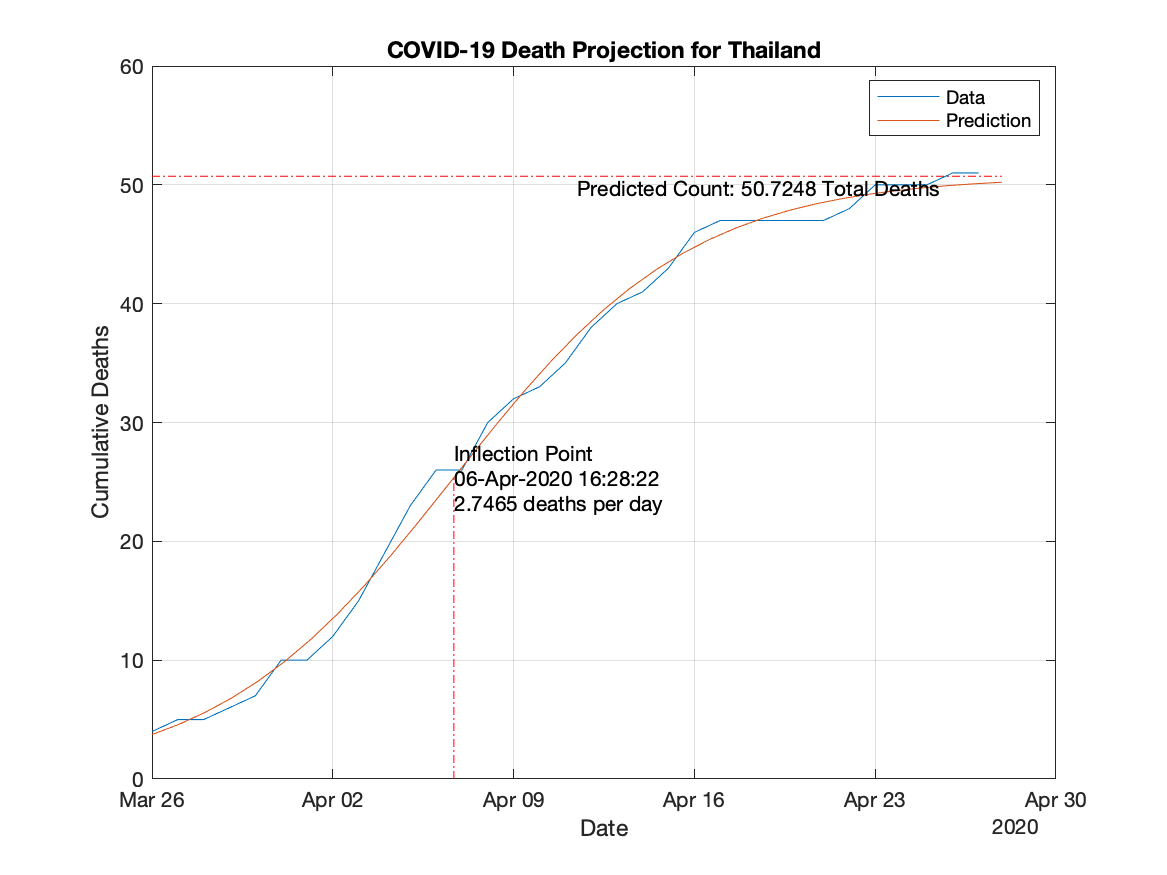 COVID-19 Death Projection for Thailand
60
50
40
30
20
10
0
Cumulative Deaths
Data
Prediction
Predicted Count: 50.7248 Total Deaths
Inflection Point
06-Apr-2020 16:28:22
2.7465 deaths per day
Mar 26
Apr 02
Apr 09
Apr 16
Apr 23
Apr 30
Date
2020